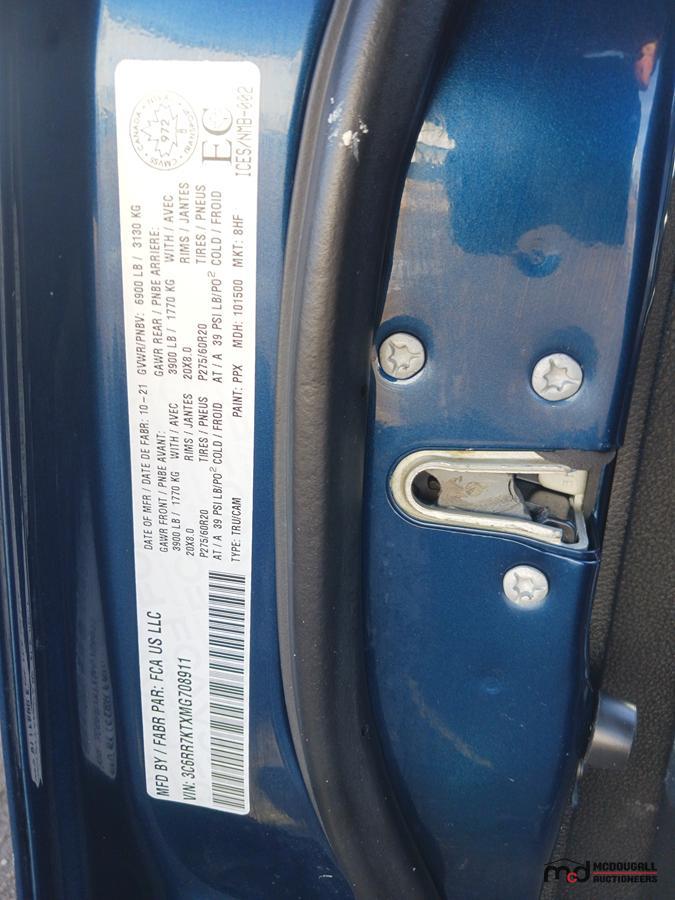 MFD BY / FABR PAR: FCA US LLC
DATE OF MFR / DATE DE FABR: 10-21 GVWR/PNBV: 6900 LB / 3130 KG
GAWR FRONT / PNBE AVANT: GAWR REAR / PNBE ARRIERE:
3900 LB / 1770 KG WITH / AVEC 3900 LB / 1770 KG WITH / AVEC
20X8.0 RIMS / JANTES 20X8.0 RIMS / JANTES
P275/60R20 TIRES / PNEUS P275/60R20 TIRES / PNEUS
AT / A 39 PSI LB/PO² COLD / FROID AT / A 39 PSI LB/PO² COLD / FROID
VIN: 3C6RR7KTXMG708911 TYPE: TRU/CAM PAINT: PPX MDH: 101500 MKT: 8HF
CANADA
972
8
CMVSS
EC
ICES/NMB-002
MCDOUGALL
AUCTIONEERS